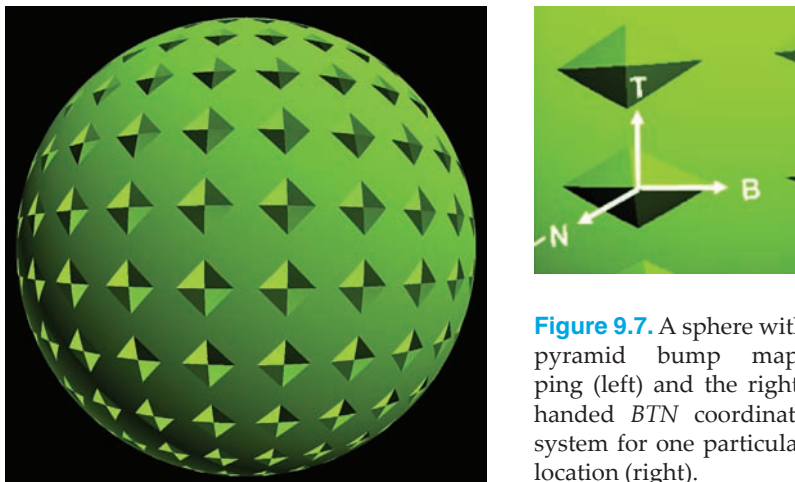 T
B
–N
Figure 9.7. A sphere with
pyramid bump map
ping (left) and the right
handed BTN coordinat
system for one particula
location (right).